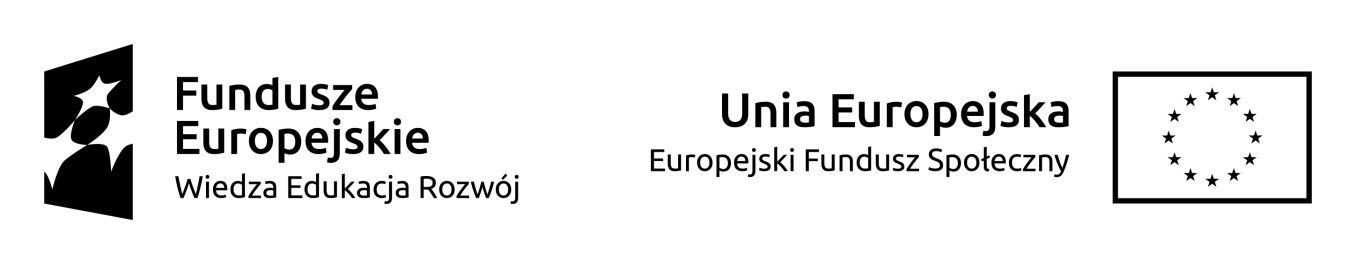 Fundusze
Europejskie
Wiedza Edukacja Rozwój
Unia Europejska
Europejski Fundusz Społeczny